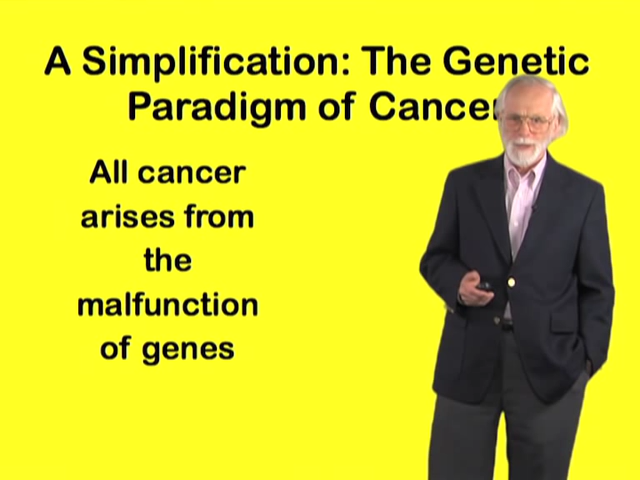 A Simplification: The Genetic
Paradigm of Cancer
All cancer
arises from
the
malfunction
of genes